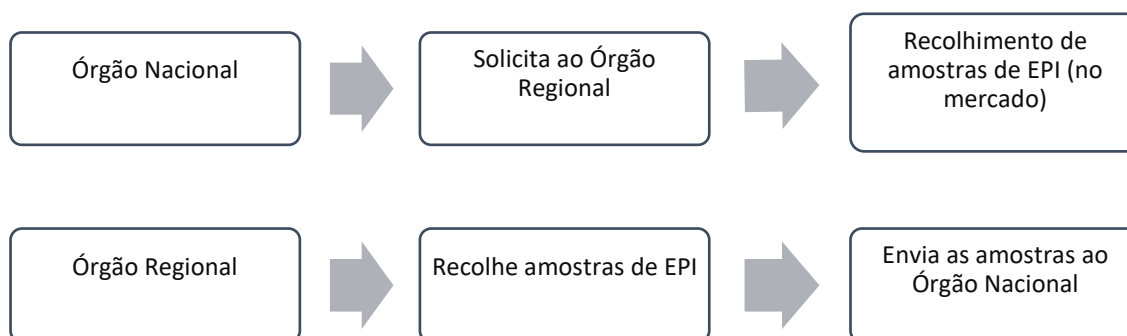 Órgão Nacional
Solicita ao Órgão
Regional
Recolhimento de
amostras de EPI (no
mercado)
Órgão Regional
Recolhe amostras de EPI
Envia as amostras ao
Órgão Nacional